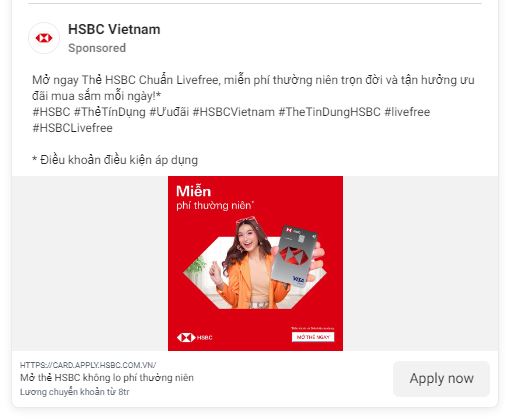 HSBC Vietnam
Sponsored
Mở ngay Thẻ HSBC Chuẩn Livefree, miễn phí thường niên trọn đời và tận hưởng ưu
đãi mua sắm mỗi ngày!*
#HSBC #ThẻTínDụng #Ưuđãi #HSBCVietnam #TheTinDungHSBC #livefree
#HSBCLivefree
* Điều khoản điều kiện áp dụng
Miễn
phí thường niên*
HSBC
VISA
HSBC
MỞ THẺ NGAY
HTTPS://CARD.APPLY.HSBC.COM.VN/
Mở thẻ HSBC không lo phí thường niên
Lương chuyển khoản từ 8tr
Apply now